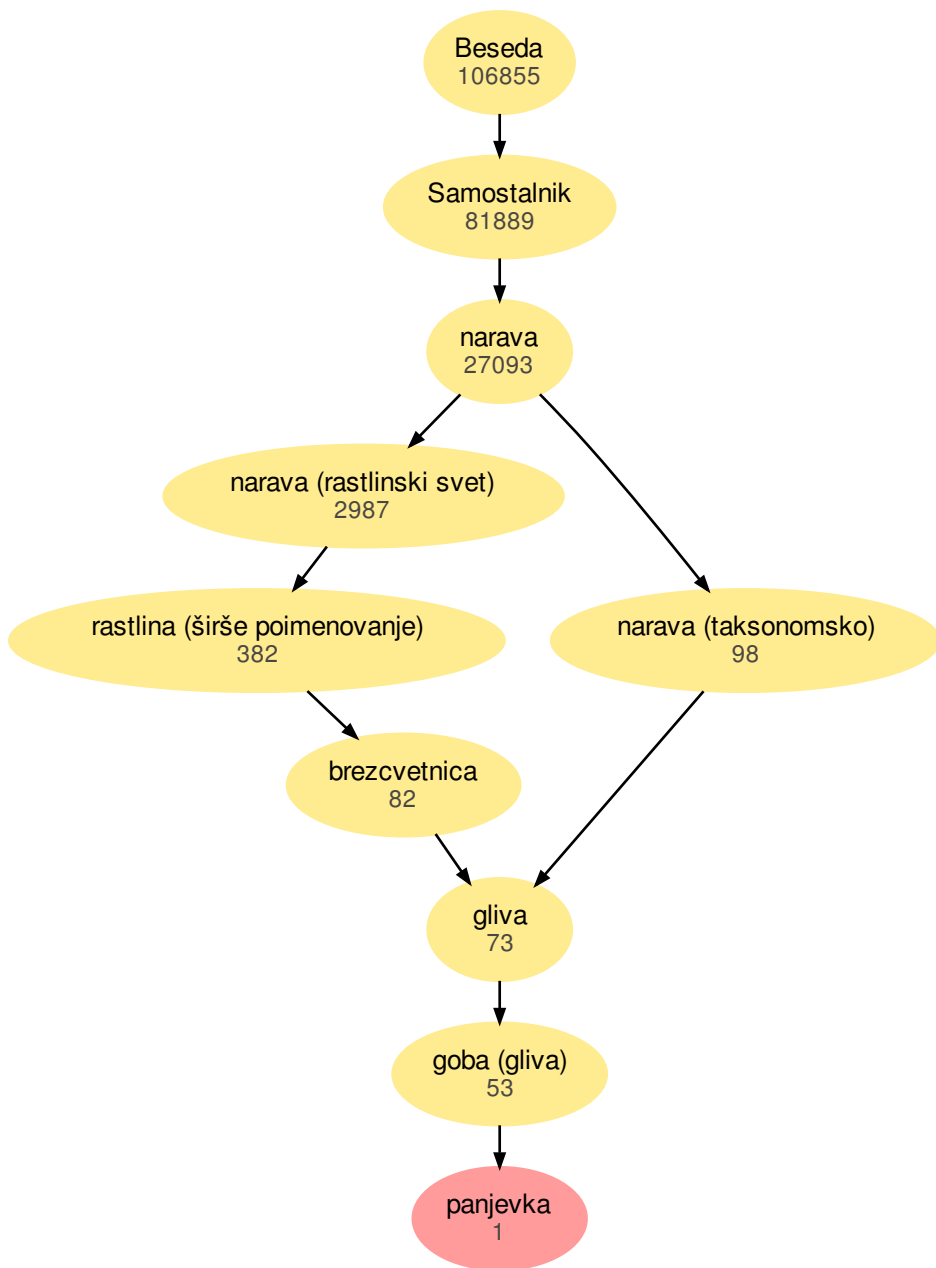 Beseda
106855
Samostalnik
81889
narava
27093
narava (rastlinski svet)
2987
rastlina (širše poimenovanje)
382
narava (taksonomsko)
98
brezcvetnica
82
gliva
73
goba (gliva)
53
panjevka
1